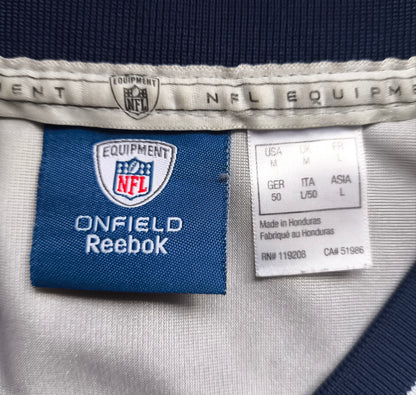 MENT EQUIPMENT NFL NFL EQUIPME
EQUIPMENT
NFL
ONFIELD
Reebok
USA UK FR
M M L
GER ITA ASIA
50 L/50 L
Made in Honduras
Fabriqué au Honduras
RN# 119208 CA# 51986